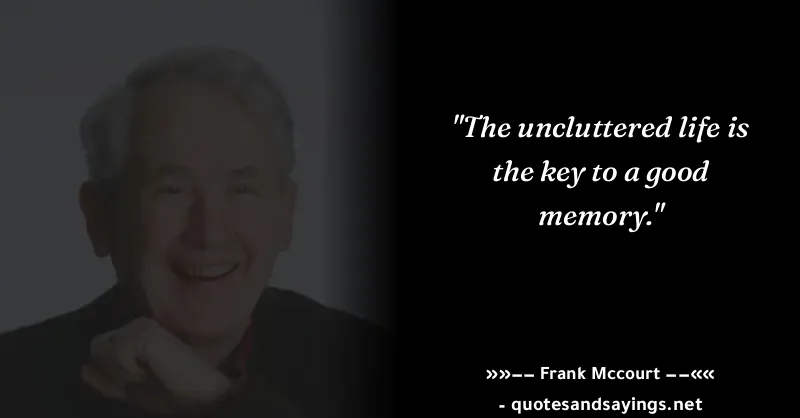 "The uncluttered life is
the key to a good
memory."
»»–– Frank Mccourt ––««
- quotesandsayings.net